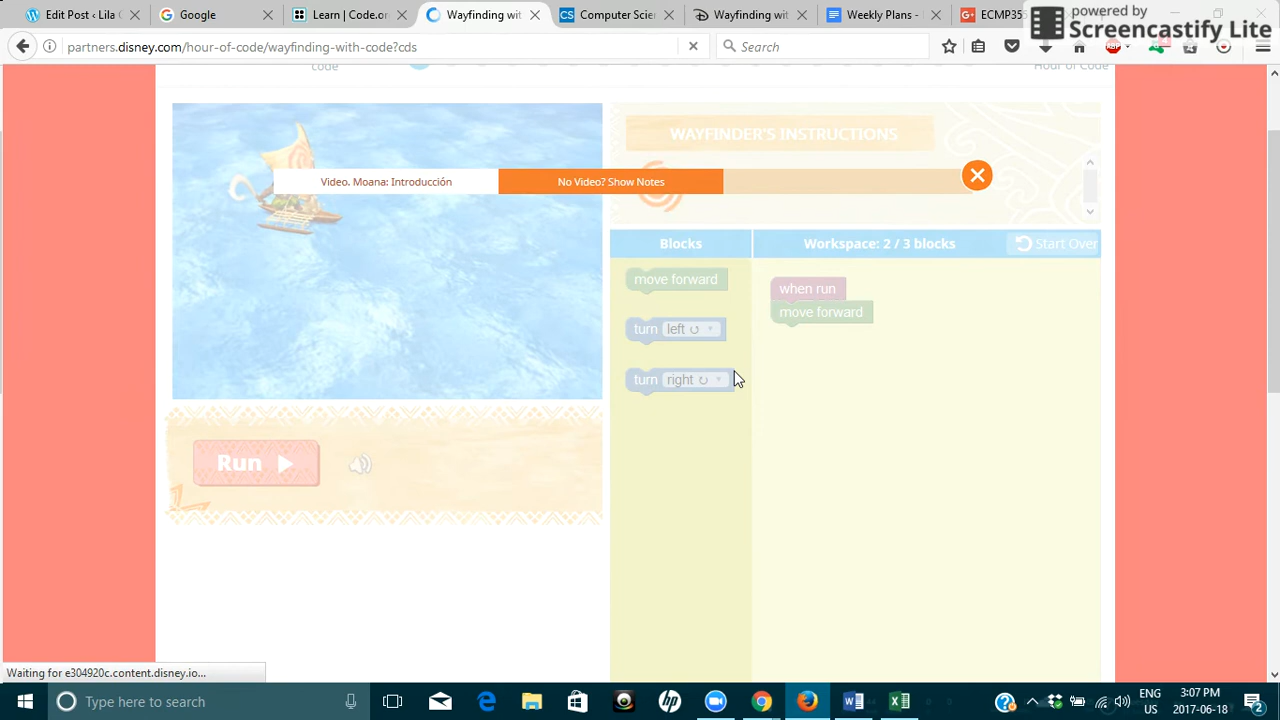 powered by
Screencastify Lite
Edit Post ‹ Lila
Google
Learn | Code.or
Wayfinding wit
Computer Scien
Wayfinding wit
Weekly Plans -
ECMP35
partners.disney.com/hour-of-code/wayfinding-with-code?cds
Search
code
Hour of Code
WAYFINDER'S INSTRUCTIONS
Video. Moana: Introducción
No Video? Show Notes
Blocks
Workspace: 2 / 3 blocks
Start Over
move forward
when run
move forward
turn left
turn right
Run
Waiting for e304920c.content.disney.io...
Type here to search
ENG
US
3:07 PM
2017-06-18